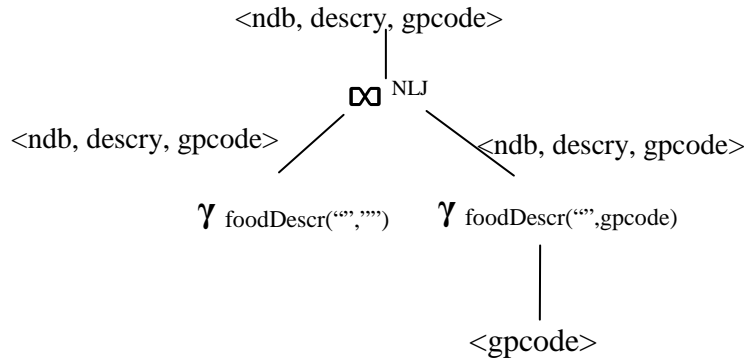 <ndb, descry, gpcode>
⋈ NLJ
<ndb, descry, gpcode>
<ndb, descry, gpcode>
γ foodDescr(“”,””)
γ foodDescr(“”,gpcode)
<gpcode>